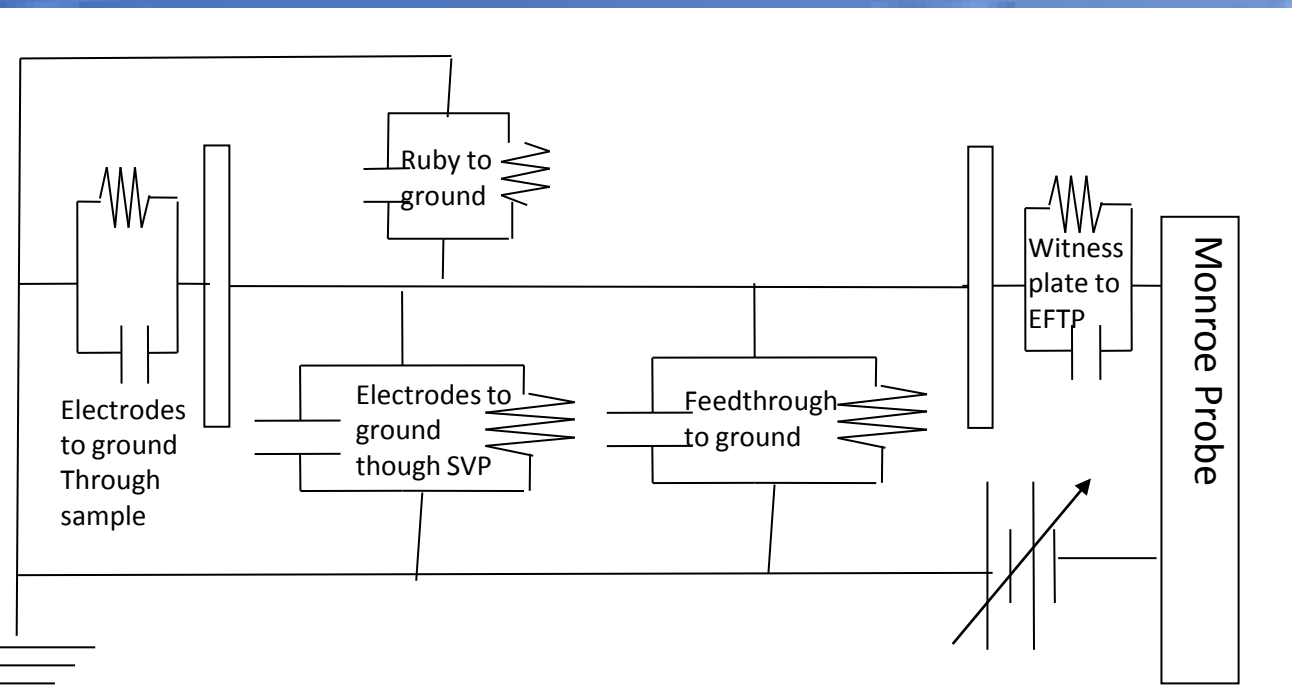 Ruby to
ground
Witness
plate to
EFTP
Monroe Probe
Electrodes
to ground
Through
sample
Electrodes to
ground
though SVP
Feedthrough
to ground